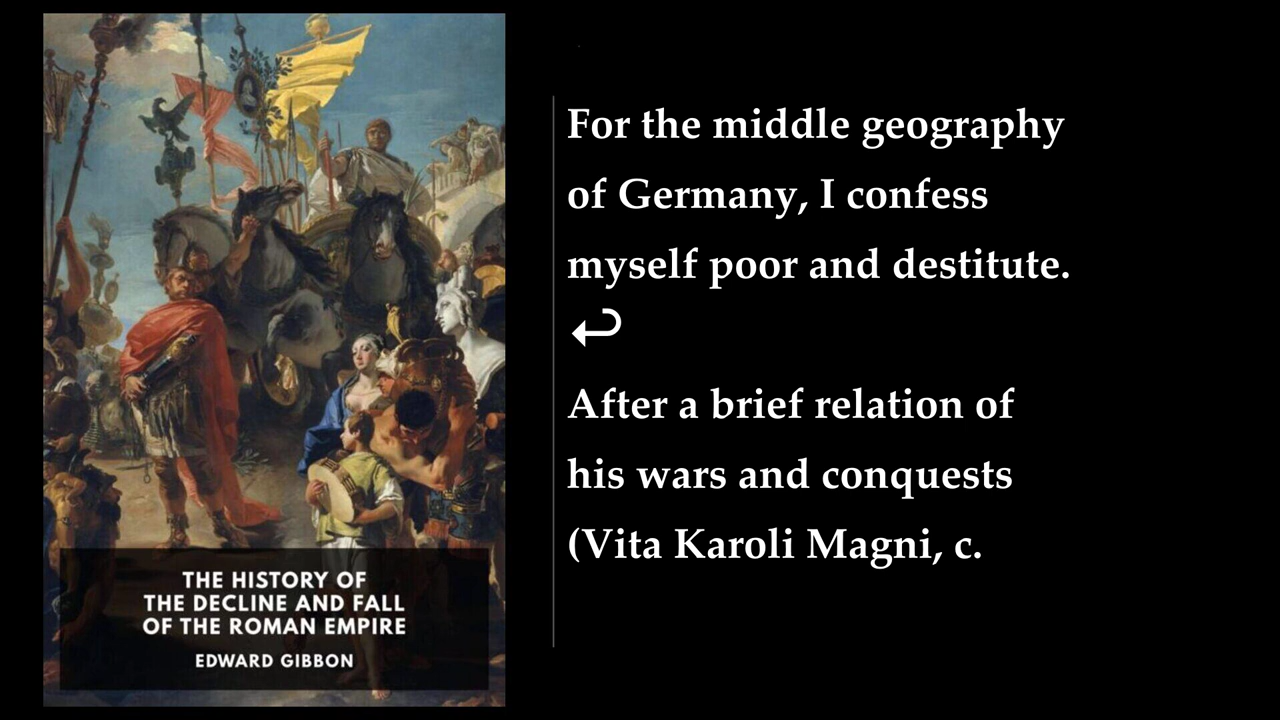 THE HISTORY OF
THE DECLINE AND FALL
OF THE ROMAN EMPIRE
EDWARD GIBBON
For the middle geography
of Germany, I confess
myself poor and destitute.
↩
After a brief relation of
his wars and conquests
(Vita Karoli Magni, c.